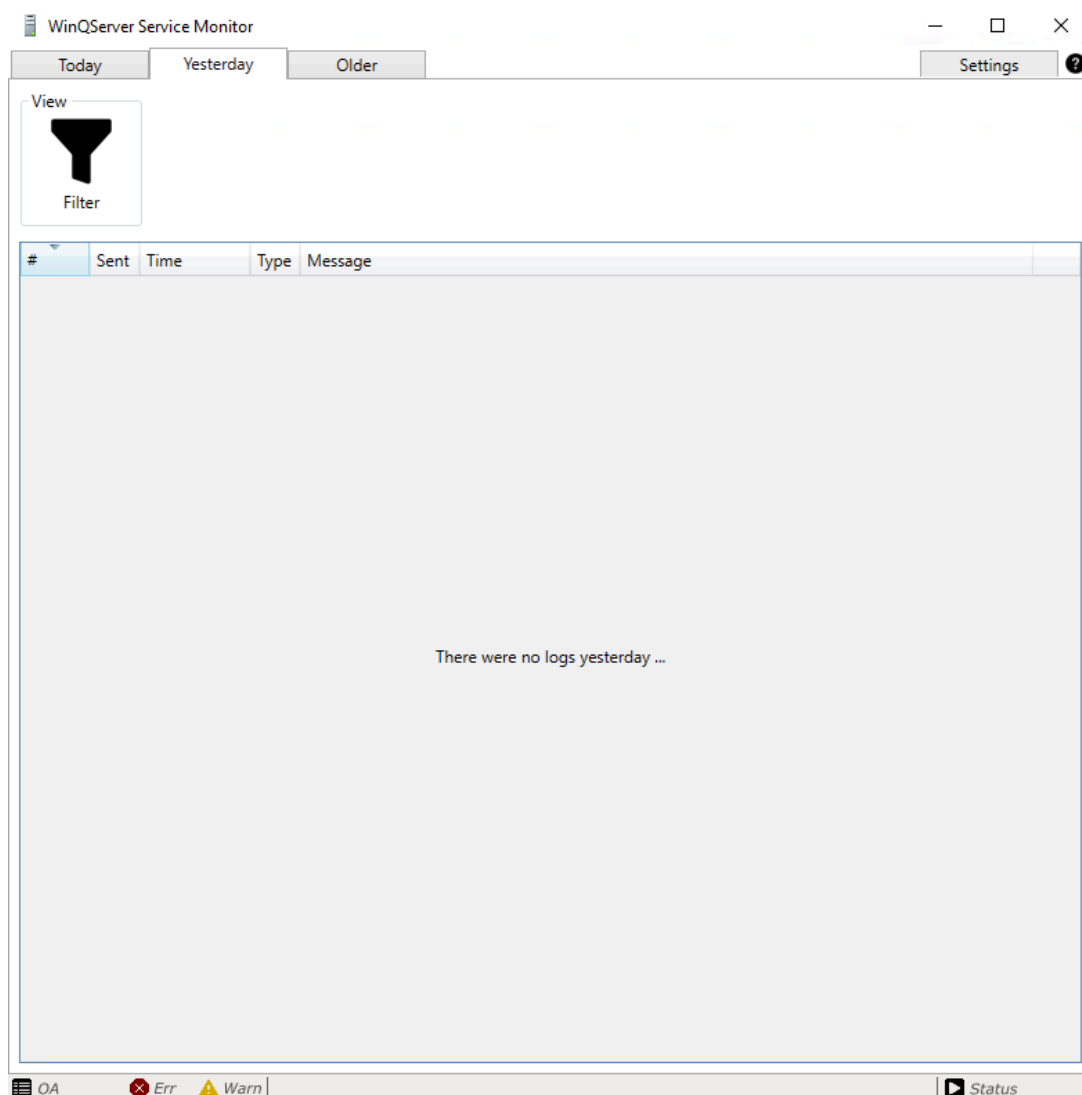 WinQServer Service Monitor
Today Yesterday Older Settings ?
View
Filter
# Sent Time Type Message
There were no logs yesterday ...
OA Err Warn Status